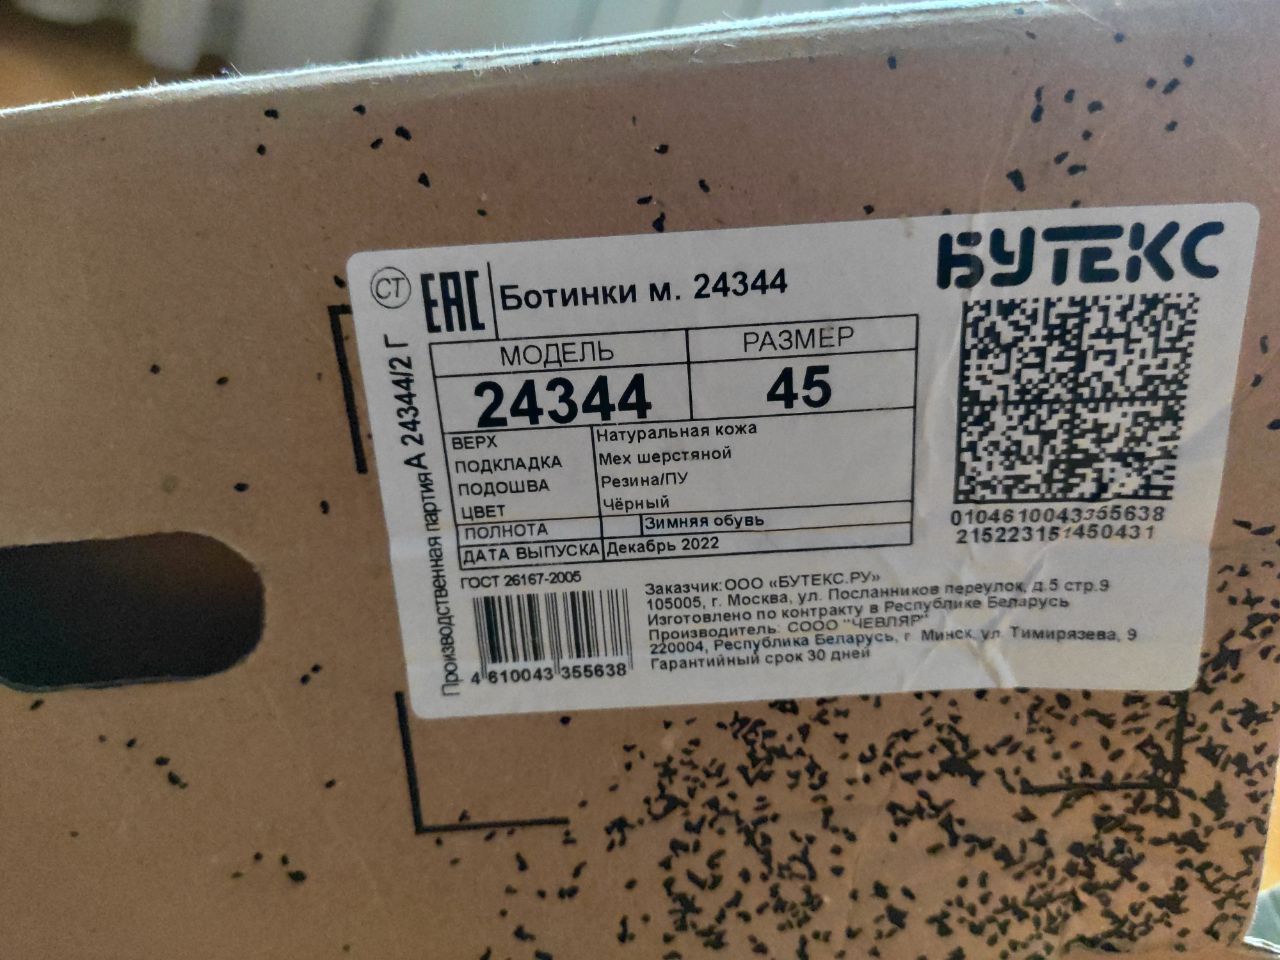 СТ
ЕАС
Ботинки м. 24344
БУТЕКС
МОДЕЛЬ РАЗМЕР
24344 45
ВЕРХ Натуральная кожа
ПОДКЛАДКА Мех шерстяной
ПОДОШВА Резина/ПУ
ЦВЕТ Чёрный
ПОЛНОТА Зимняя обувь
ДАТА ВЫПУСКА Декабрь 2022
ГОСТ 26167-2005
4 610043 355638
0104610043355638
2152231514 50431
Заказчик: ООО «БУТЕКС.РУ»
105005, г. Москва, ул. Посланников переулок, д.5 стр.9
Изготовлено по контракту в Республике Беларусь
Производитель: СООО "ЧЕВЛЯР"
220004, Республика Беларусь, г. Минск, ул. Тимирязева, 9
Гарантийный срок 30 дней
Производственная партия А 24344/2 Г